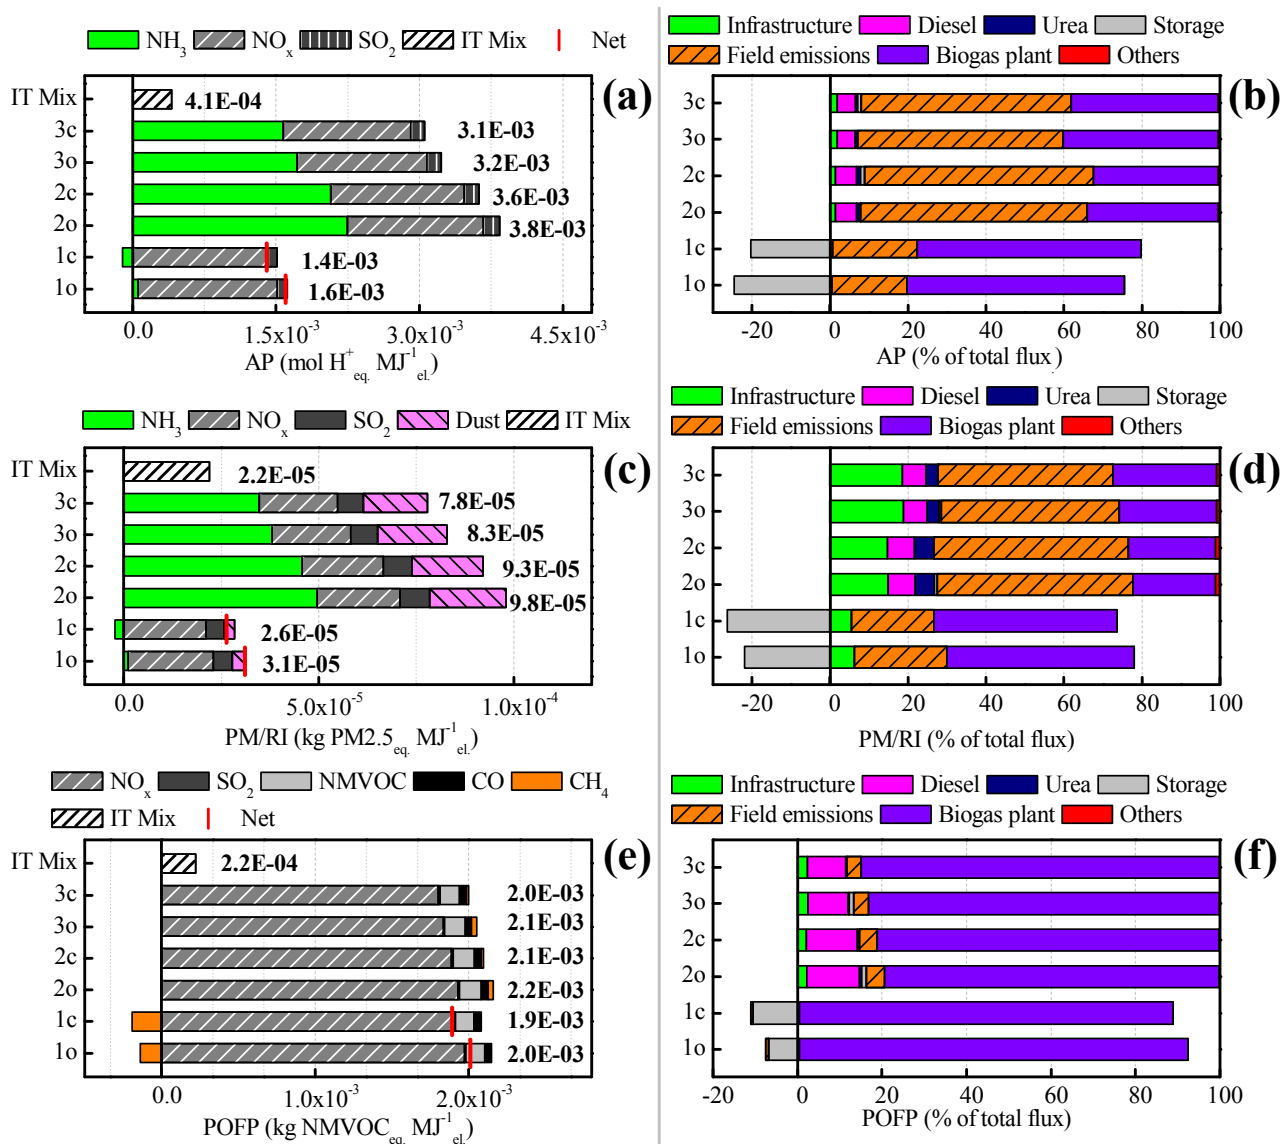 NH3 NOx SO2 IT Mix Net
(a)
IT Mix 4.1E-04
3c 3.1E-03
3o 3.2E-03
2c 3.6E-03
2o 3.8E-03
1c 1.4E-03
1o 1.6E-03
0.0 1.5x10-3 3.0x10-3 4.5x10-3
AP (mol H+eq. MJ-1el.)
Infrastructure Diesel Urea Storage
Field emissions Biogas plant Others
(b)
3c
3o
2c
2o
1c
1o
-20 0 20 40 60 80 100
AP (% of total flux)
NH3 NOx SO2 Dust IT Mix
(c)
IT Mix 2.2E-05
3c 7.8E-05
3o 8.3E-05
2c 9.3E-05
2o 9.8E-05
1c 2.6E-05
1o 3.1E-05
0.0 5.0x10-5 1.0x10-4
PM/RI (kg PM2.5eq. MJ-1el.)
Infrastructure Diesel Urea Storage
Field emissions Biogas plant Others
(d)
3c
3o
2c
2o
1c
1o
-20 0 20 40 60 80 100
PM/RI (% of total flux)
NOx SO2 NMVOC CO CH4
IT Mix Net
(e)
IT Mix 2.2E-04
3c 2.0E-03
3o 2.1E-03
2c 2.1E-03
2o 2.2E-03
1c 1.9E-03
1o 2.0E-03
0.0 1.0x10-3 2.0x10-3
POFP (kg NMVOCeq. MJ-1el.)
Infrastructure Diesel Urea Storage
Field emissions Biogas plant Others
(f)
3c
3o
2c
2o
1c
1o
-20 0 20 40 60 80 100
POFP (% of total flux)